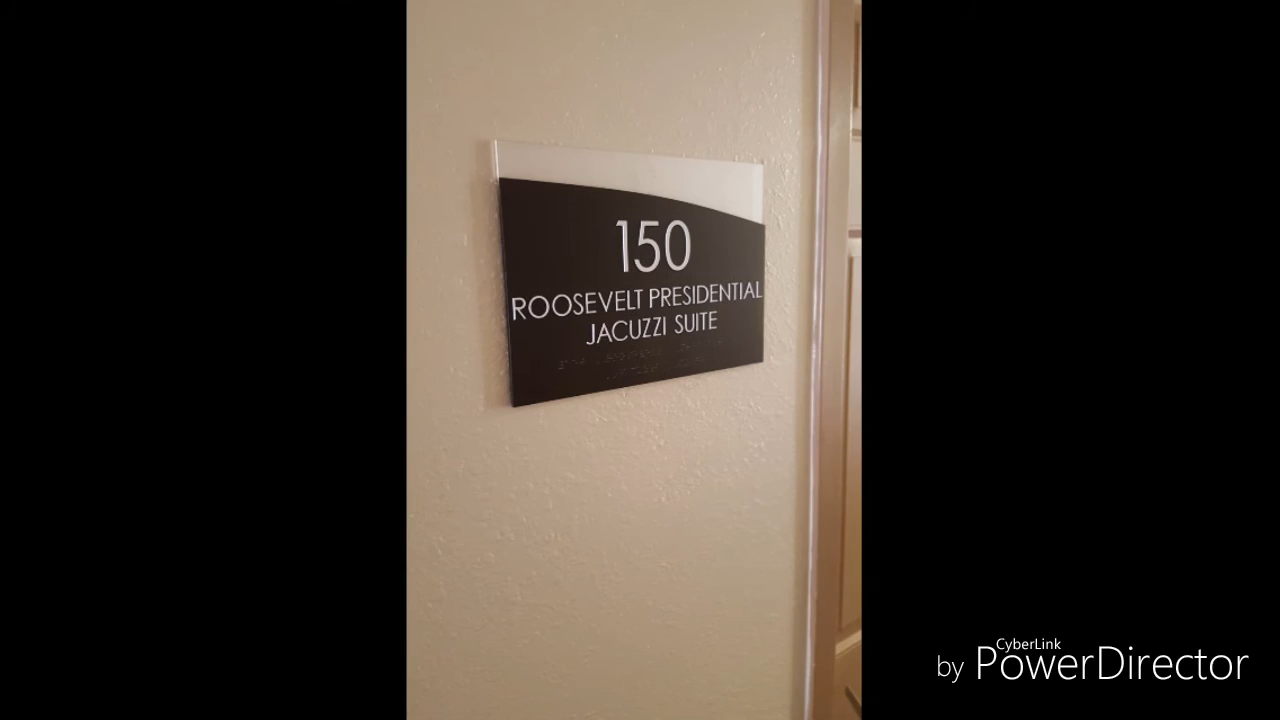 150
ROOSEVELT PRESIDENTIAL
JACUZZI SUITE
CyberLink
by PowerDirector